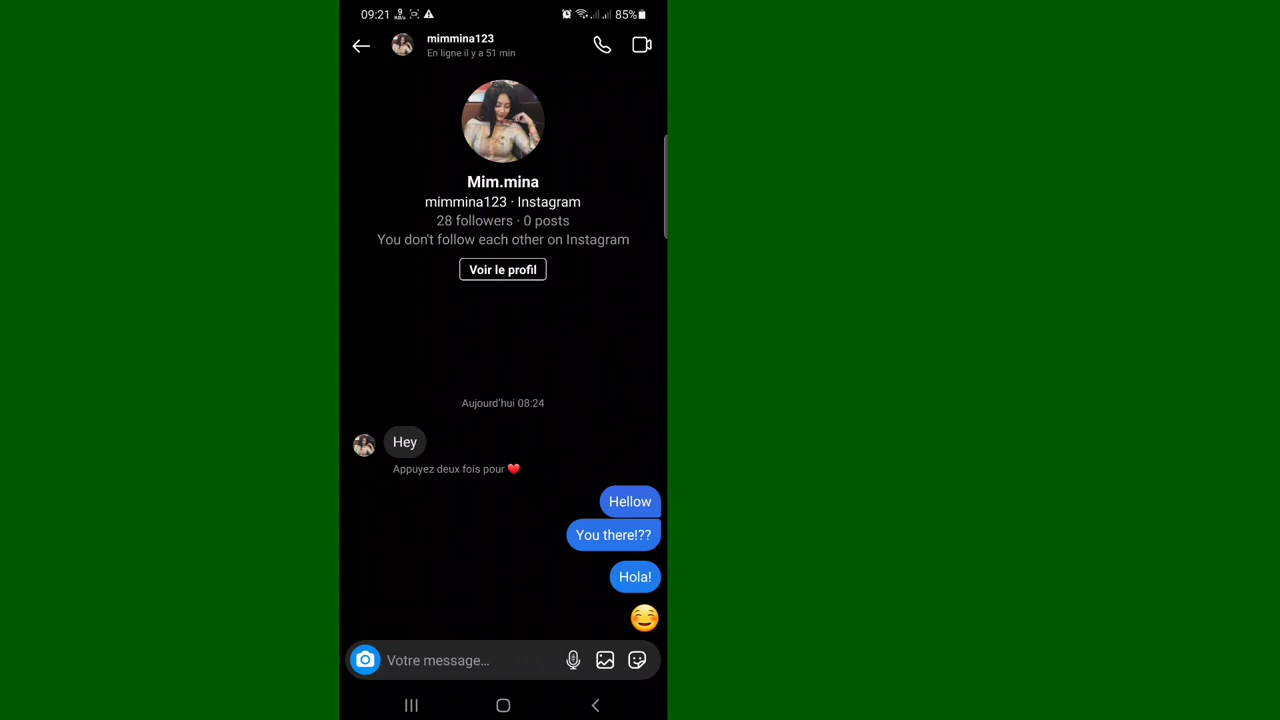 09:21 9 KB/s 85%
mimmina123
En ligne il y a 51 min
Mim.mina
mimmina123 · Instagram
28 followers · 0 posts
You don't follow each other on Instagram
Voir le profil
Aujourd'hui 08:24
Hey
Appuyez deux fois pour ❤️
Hellow
You there!??
Hola!
☺️
Votre message…